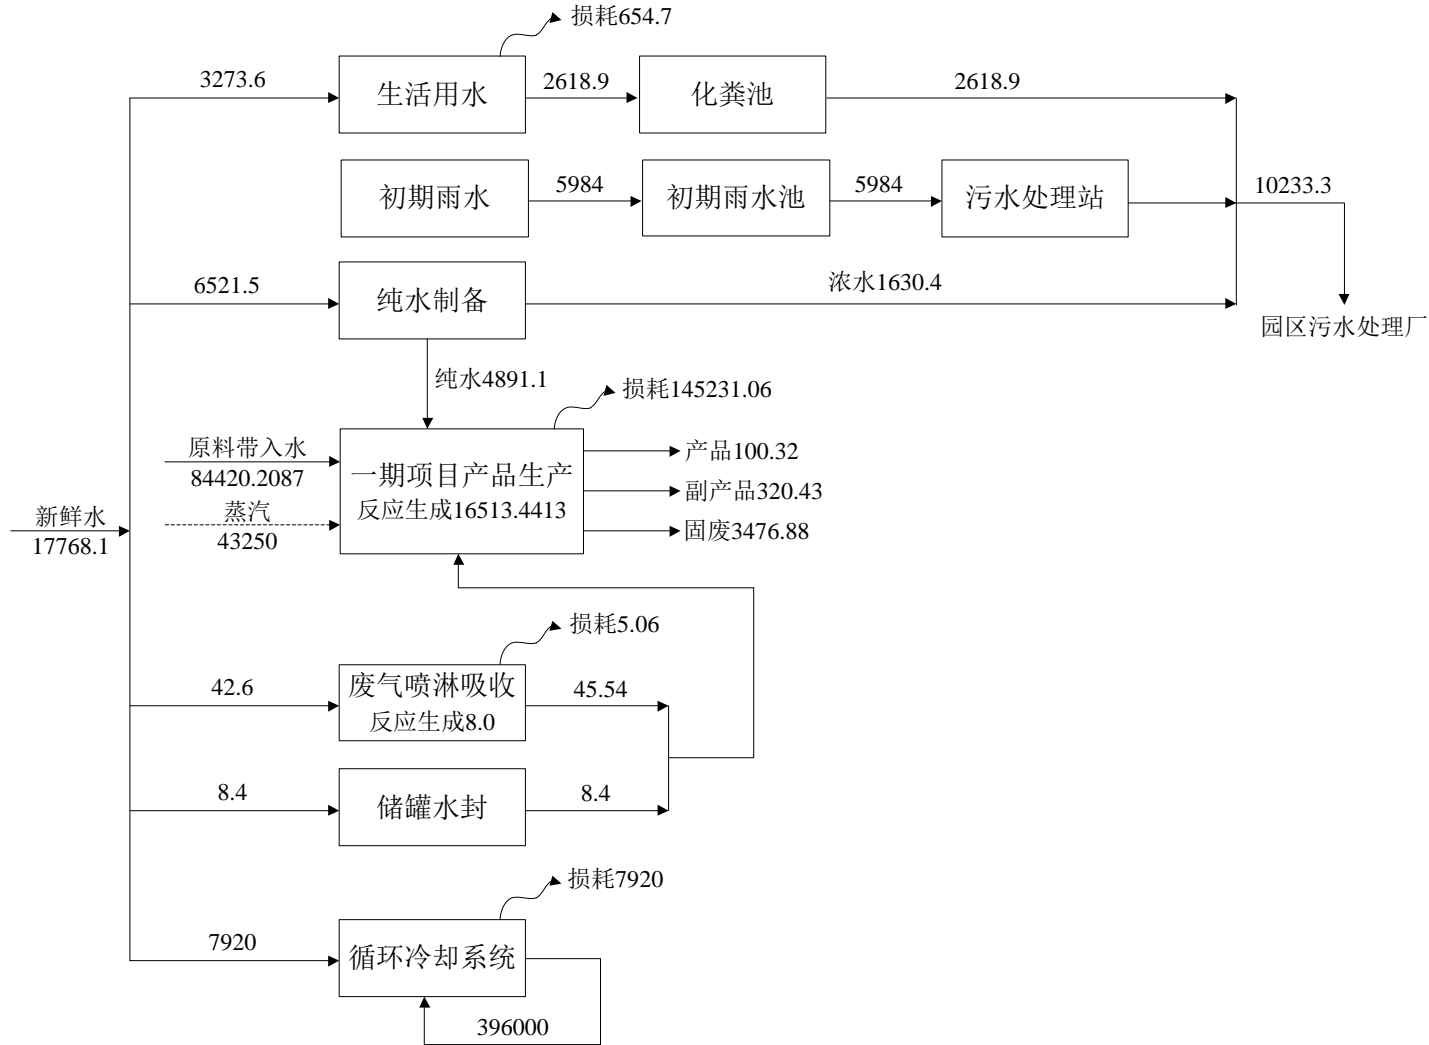 损耗654.7
3273.6
生活用水
2618.9
化粪池
2618.9
初期雨水
5984
初期雨水池
5984
污水处理站
10233.3
6521.5
纯水制备
浓水1630.4
园区污水处理厂
纯水4891.1
损耗145231.06
原料带入水
84420.2087
蒸汽
43250
一期项目产品生产
反应生成16513.4413
产品100.32
副产品320.43
固废3476.88
新鲜水
17768.1
损耗5.06
42.6
废气喷淋吸收
反应生成8.0
45.54
8.4
储罐水封
8.4
损耗7920
7920
循环冷却系统
396000